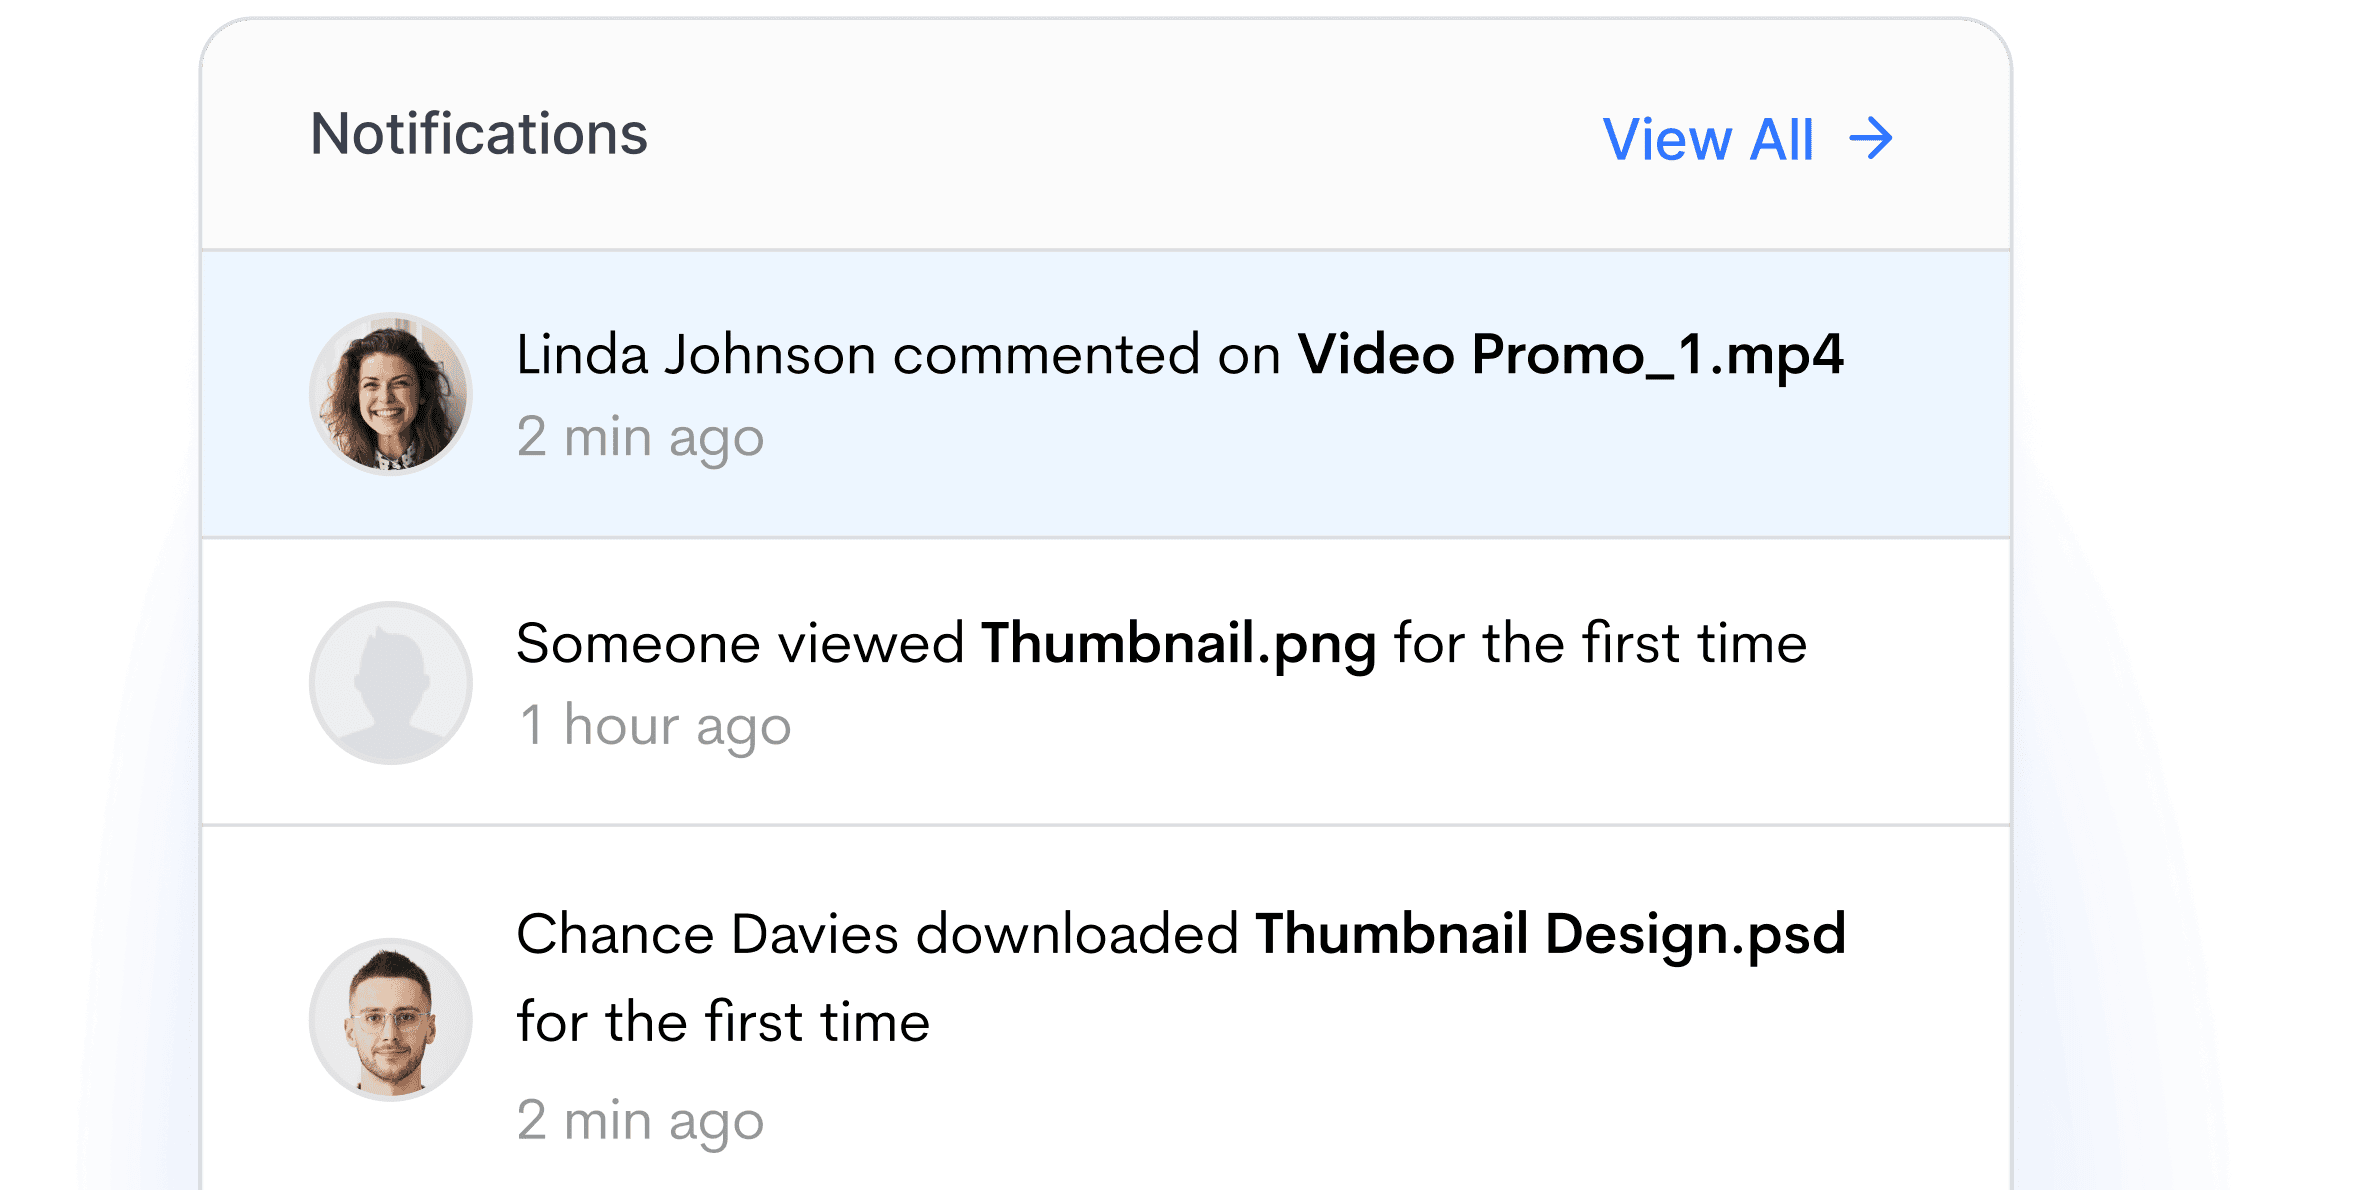 Notifications
View All
Linda Johnson commented on Video Promo_1.mp4
2 min ago
Someone viewed Thumbnail.png for the first time
1 hour ago
Chance Davies downloaded Thumbnail Design.psd
for the first time
2 min ago